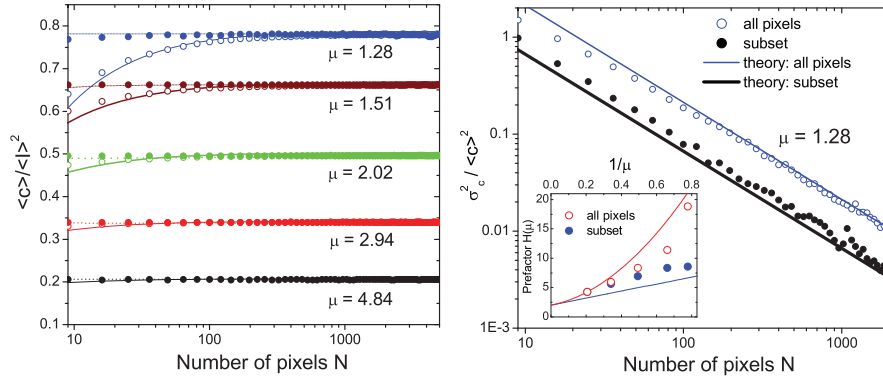 0.8
0.7
0.6
0.5
0.4
0.3
0.2
0.1
<c>/<I>²
μ = 1.28
μ = 1.51
μ = 2.02
μ = 2.94
μ = 4.84
10 100 1000
Number of pixels N
1
0.1
0.01
1E-3
σ²c / <c>²
all pixels
subset
theory: all pixels
theory: subset
μ = 1.28
1/μ
0.0 0.2 0.4 0.6 0.8
20
15
10
5
0
Prefactor H(μ)
all pixels
subset
10 100 1000
Number of pixels N